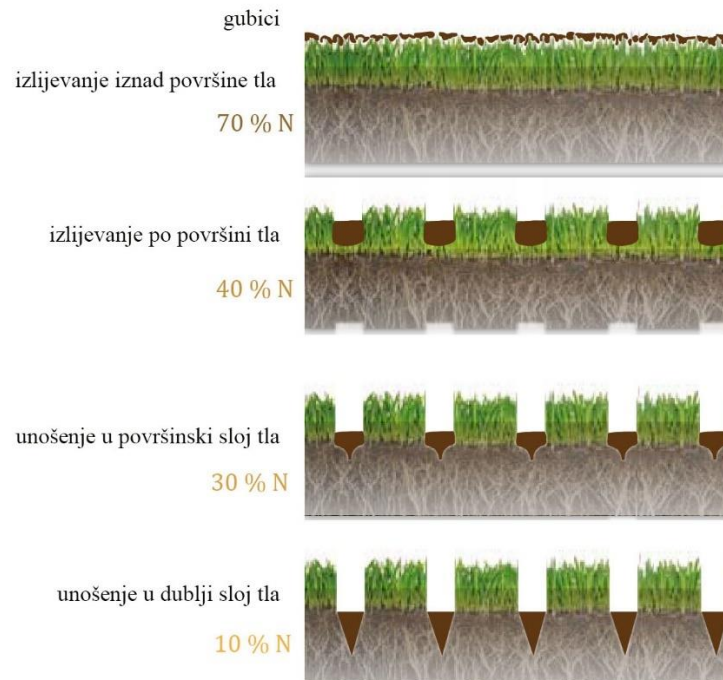 gubici
izlijevanje iznad površine tla
70 % N
izlijevanje po površini tla
40 % N
unošenje u površinski sloj tla
30 % N
unošenje u dublji sloj tla
10 % N